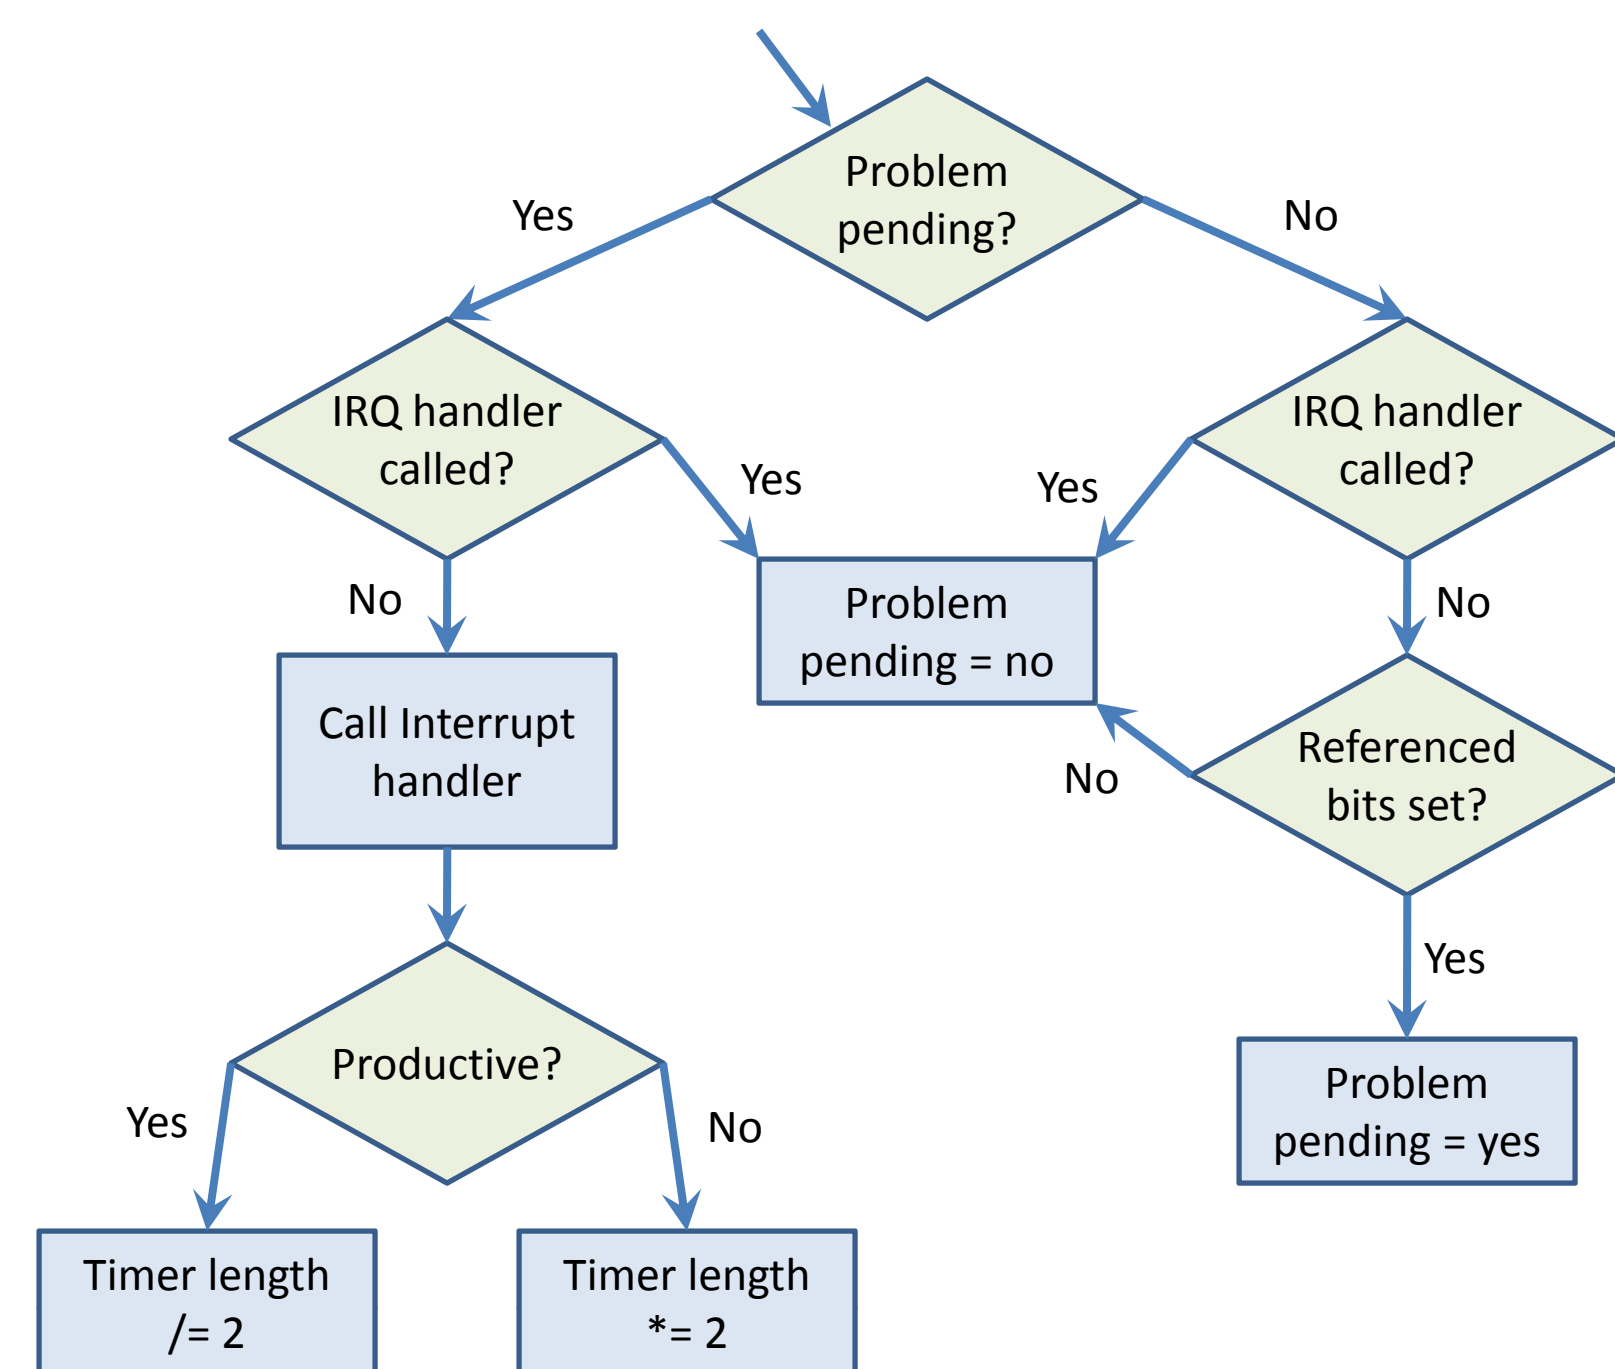 Problem
pending?
Yes
No
IRQ handler
called?
IRQ handler
called?
Yes
Yes
No
Problem
pending = no
No
Call Interrupt
handler
Referenced
bits set?
No
Yes
Productive?
Problem
pending = yes
Yes
No
Timer length
/= 2
Timer length
*= 2